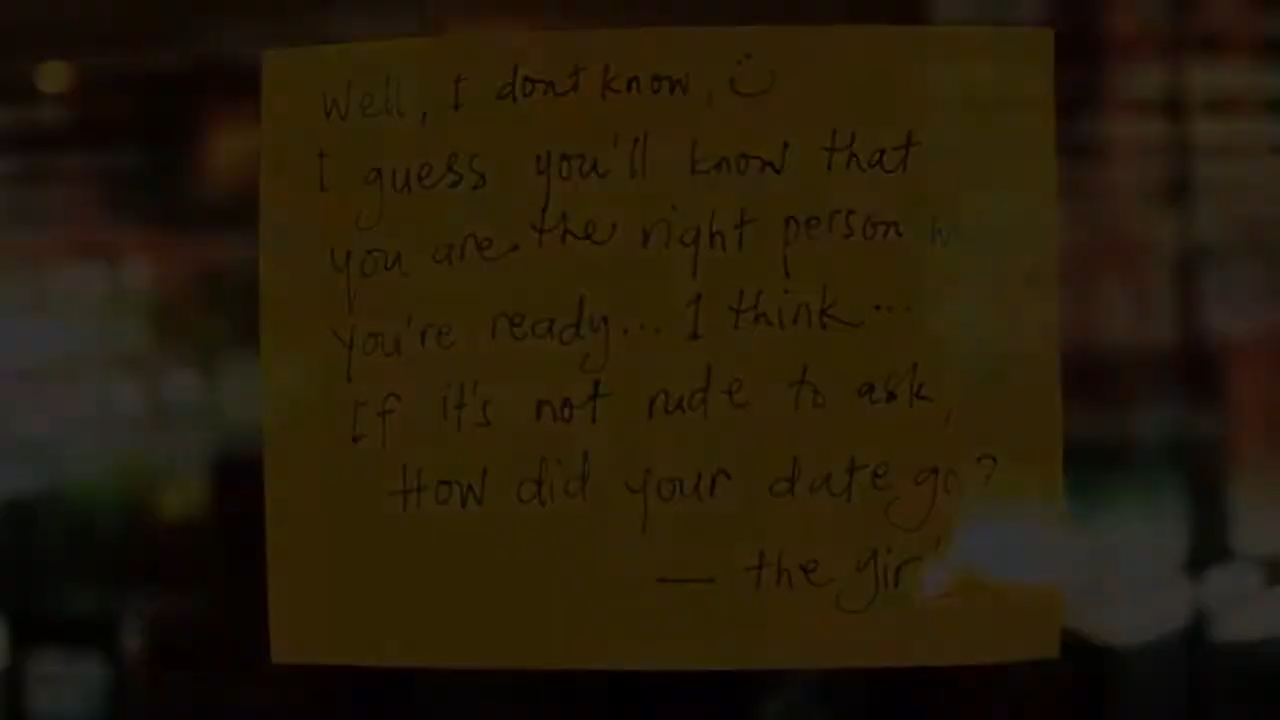 Well, I dont know, ü
I guess you'll know that
you are the right person
you're ready... I think...
If it's not rude to ask,
How did your date go?
— the girl